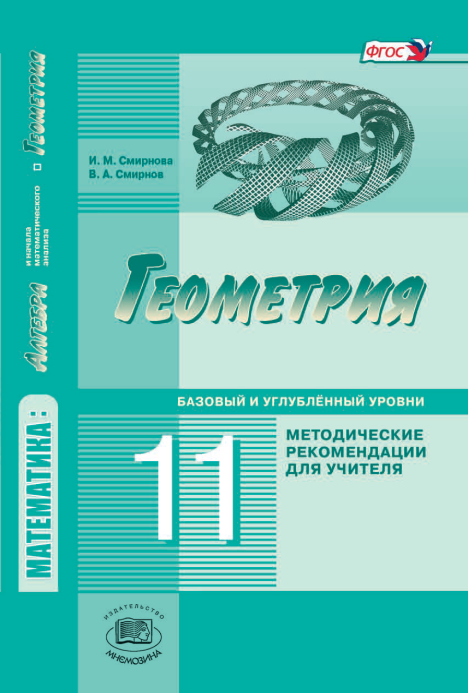 ФГОС
И. М. Смирнова
В. А. Смирнов
ГЕОМЕТРИЯ
БАЗОВЫЙ И УГЛУБЛЁННЫЙ УРОВНИ
11
МЕТОДИЧЕСКИЕ
РЕКОМЕНДАЦИИ
ДЛЯ УЧИТЕЛЯ
ИЗДАТЕЛЬСТВО
МНЕМОЗИНА
МАТЕМАТИКА:
АЛГЕБРА
и начала
математического
анализа
ГЕОМЕТРИЯ